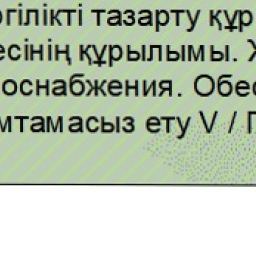 ргілікті тазарту құр
есінің құрылымы. Ж
оснабжения. Обес
мтамасыз ету V / П